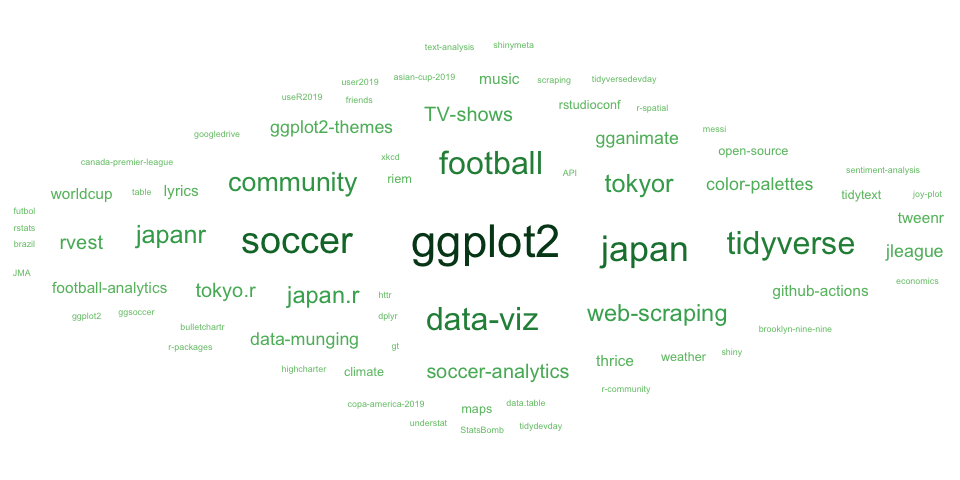 text-analysis shinymeta
user2019 asian-cup-2019 music scraping tidyversedevday
useR2019 friends TV-shows rstudioconf r-spatial
googledrive ggplot2-themes gganimate messi
canada-premier-league xkcd football API open-source
worldcup table lyrics community riem tokyor color-palettes sentiment-analysis
futbol tidytext joy-plot
rstats tweenr
brazil rvest japanr soccer ggplot2 japan tidyverse jleague
JMA football-analytics tokyo.r japan.r httr github-actions economics
ggplot2 ggsoccer dplyr data-viz web-scraping
bulletchartr brooklyn-nine-nine
r-packages data-munging gt thrice weather shiny
highcharter climate soccer-analytics
r-community
copa-america-2019 maps data.table
understat StatsBomb tidydevday